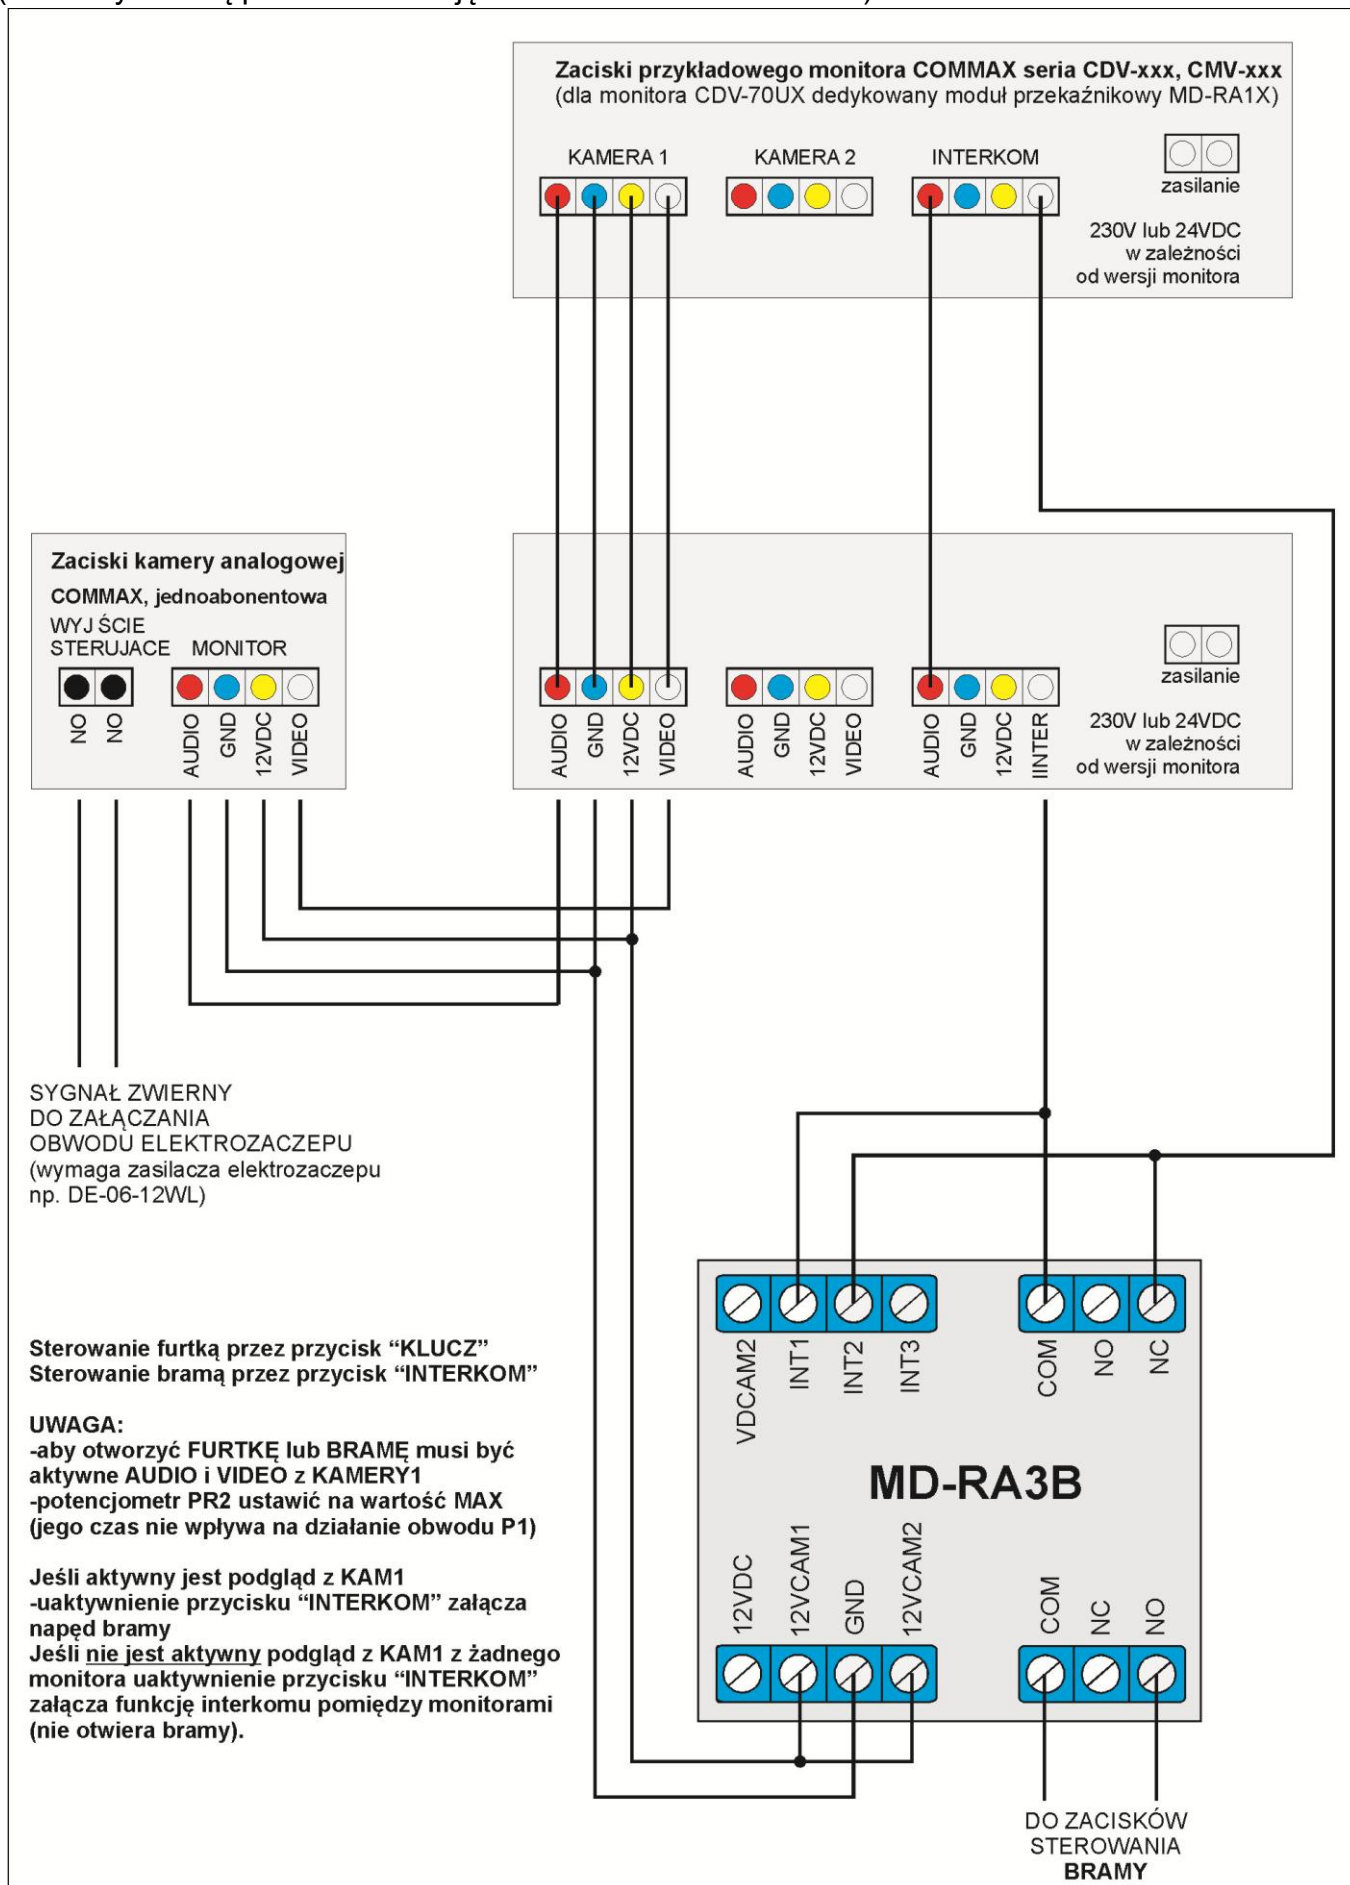 Zaciski przykładowego monitora COMMAX seria CDV-xxx, CMV-xxx
(dla monitora CDV-70UX dedykowany moduł przekaźnikowy MD-RA1X)
KAMERA 1
KAMERA 2
INTERKOM
zasilanie
230V lub 24VDC
w zależności
od wersji monitora
Zaciski kamery analogowej
COMMAX, jednoabonentowa
WYJ ŚCIE
STERUJACE
MONITOR
NO
NO
AUDIO
GND
12VDC
VIDEO
AUDIO
GND
12VDC
VIDEO
AUDIO
GND
12VDC
VIDEO
AUDIO
GND
12VDC
IINTER
zasilanie
230V lub 24VDC
w zależności
od wersji monitora
SYGNAŁ ZWIERNY
DO ZAŁĄCZANIA
OBWODU ELEKTROZACZEPU
(wymaga zasilacza elektrozaczepu
np. DE-06-12WL)
Sterowanie furtką przez przycisk “KLUCZ”
Sterowanie bramą przez przycisk “INTERKOM”
UWAGA:
-aby otworzyć FURTKĘ lub BRAMĘ musi być
aktywne AUDIO i VIDEO z KAMERY1
-potencjometr PR2 ustawić na wartość MAX
(jego czas nie wpływa na działanie obwodu P1)
Jeśli aktywny jest podgląd z KAM1
-uaktywnienie przycisku “INTERKOM” załącza
napęd bramy
Jeśli nie jest aktywny podgląd z KAM1 z żadnego
monitora uaktywnienie przycisku “INTERKOM”
załącza funkcję interkomu pomiędzy monitorami
(nie otwiera bramy).
VDCAM2
INT1
INT2
INT3
COM
NO
NC
MD-RA3B
12VDC
12VCAM1
GND
12VCAM2
COM
NC
NO
DO ZACISKÓW
STEROWANIA
BRAMY